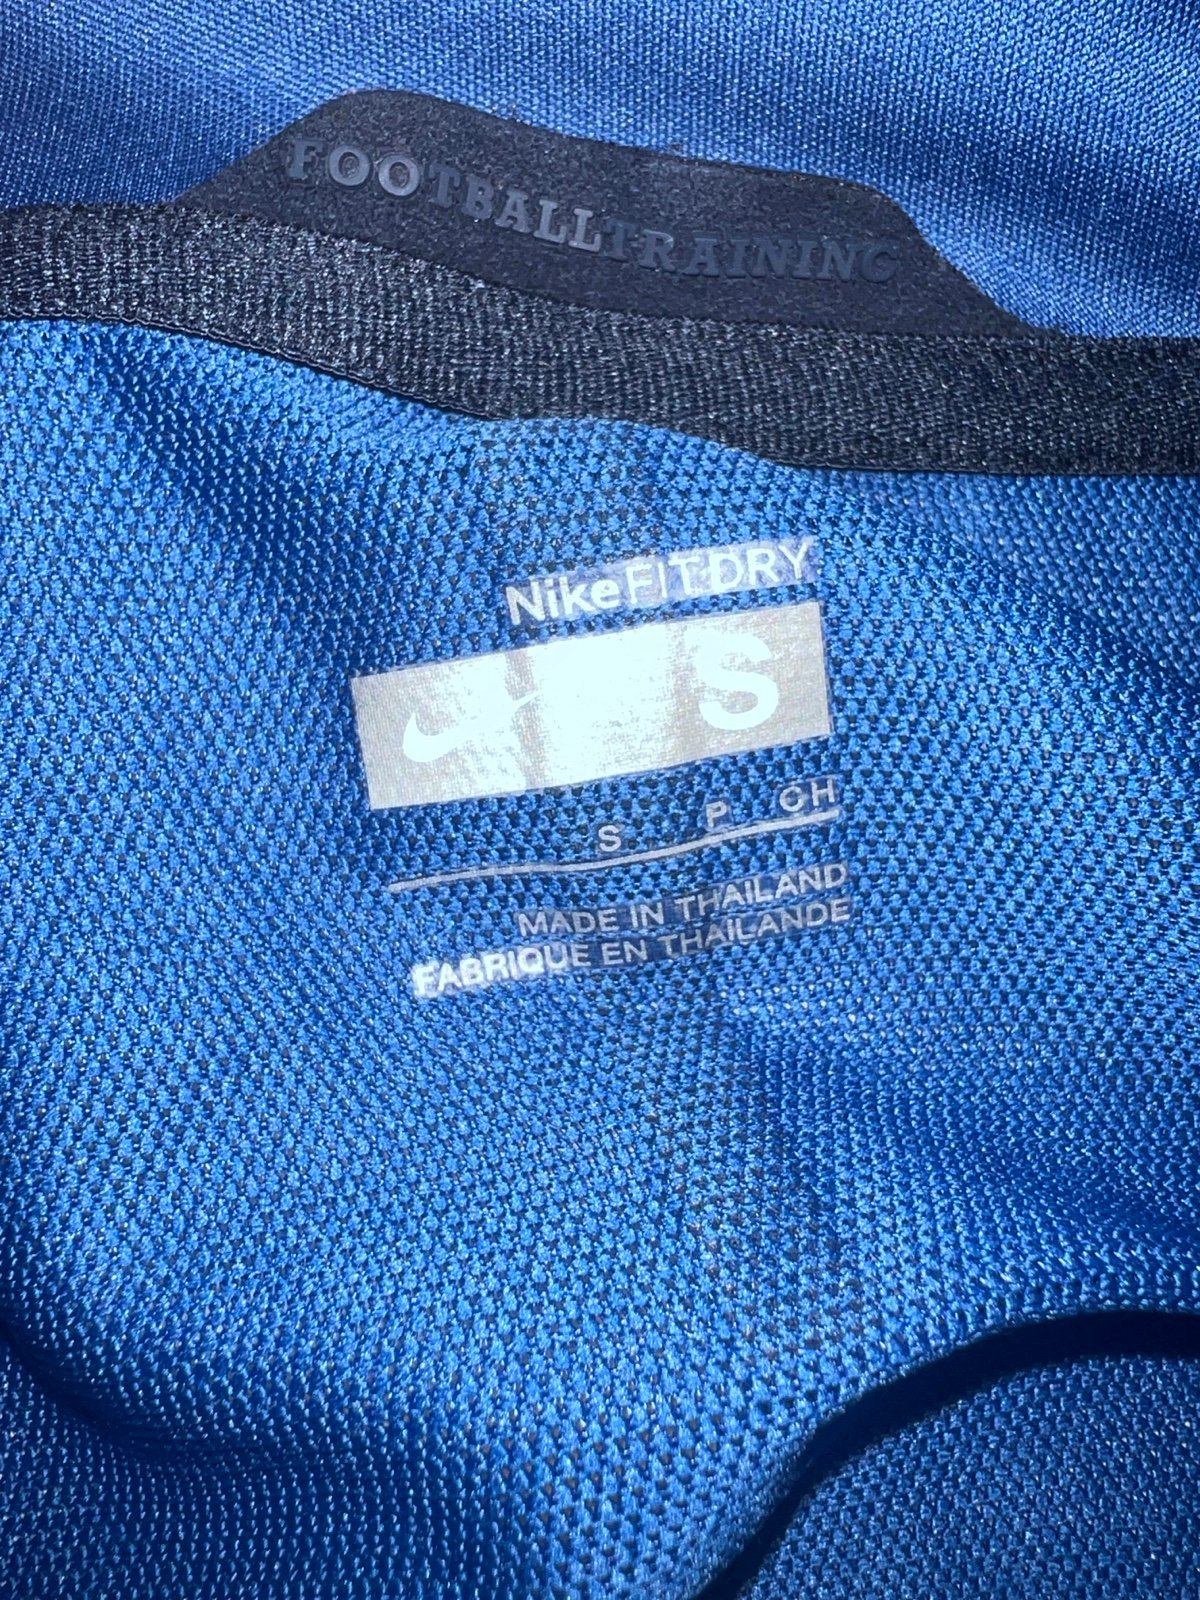 FOOTBALLTRAINING
NikeFITDRY
S
S P CH
MADE IN THAILAND
FABRIQUE EN THAILANDE